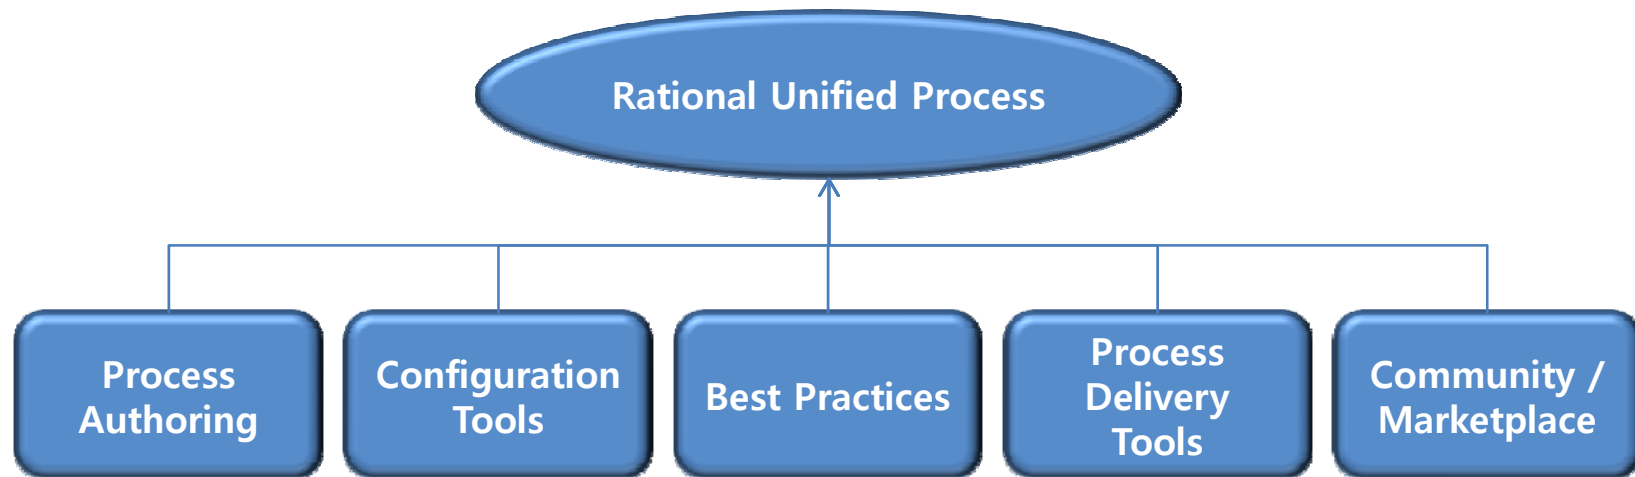 Rational Unified Process
Process
Authoring
Configuration
Tools
Best Practices
Process
Delivery
Tools
Community /
Marketplace